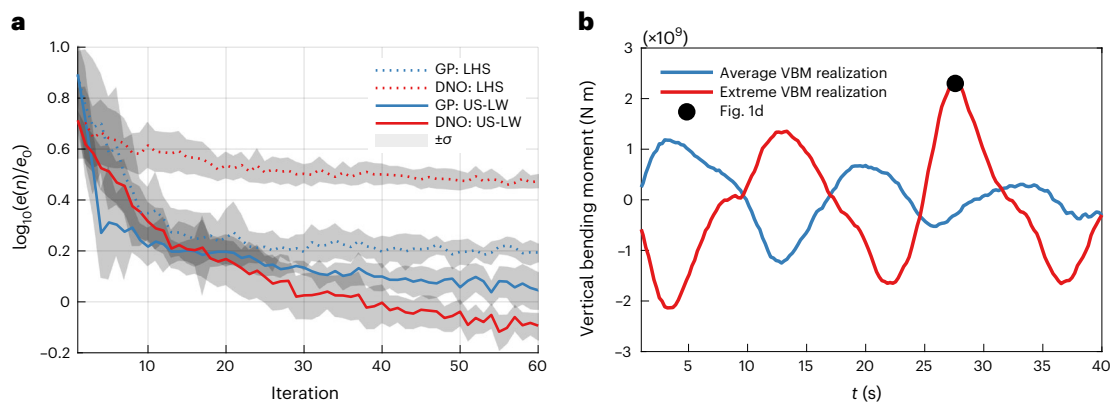 a
1.0
0.8
0.6
0.4
0.2
0
–0.2
log10(e(n)/e0)
GP: LHS
DNO: LHS
GP: US-LW
DNO: US-LW
±σ
10
20
30
40
50
60
Iteration
b
(×10⁹)
3
2
1
0
–1
–2
–3
Vertical bending moment (N m)
Average VBM realization
Extreme VBM realization
Fig. 1d
5
10
15
20
25
30
35
40
t (s)